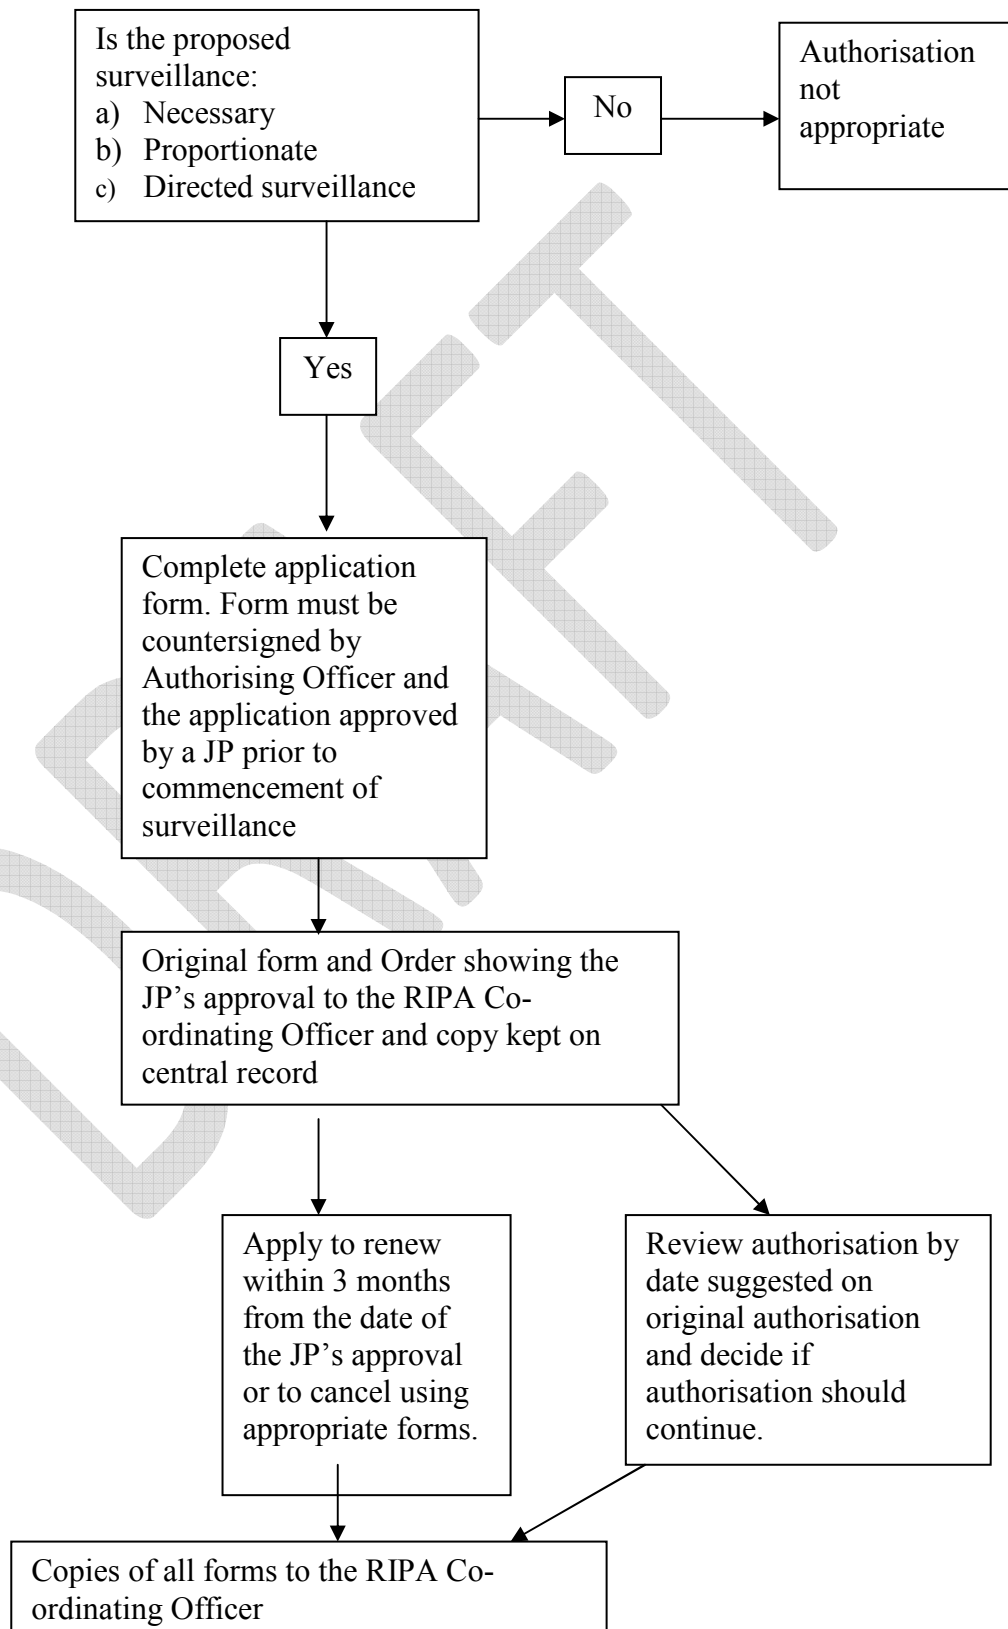 Is the proposed
surveillance:
a) Necessary
b) Proportionate
c) Directed surveillance
No
Authorisation
not
appropriate
Yes
Complete application
form. Form must be
countersigned by
Authorising Officer and
the application approved
by a JP prior to
commencement of
surveillance
Original form and Order showing the
JP’s approval to the RIPA Co-
ordinating Officer and copy kept on
central record
Apply to renew
within 3 months
from the date of
the JP’s approval
or to cancel using
appropriate forms.
Review authorisation by
date suggested on
original authorisation
and decide if
authorisation should
continue.
Copies of all forms to the RIPA Co-
ordinating Officer
DRAFT